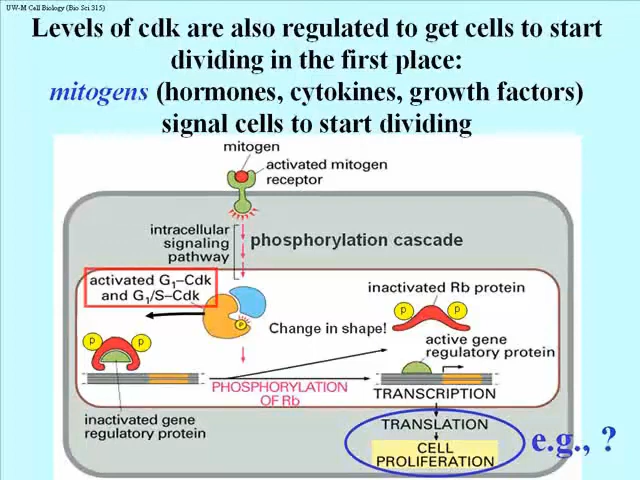 UW-M Cell Biology (Bio Sci 315)
Levels of cdk are also regulated to get cells to start
dividing in the first place:
mitogens (hormones, cytokines, growth factors)
signal cells to start dividing
mitogen
activated mitogen
receptor
intracellular
signaling
pathway
phosphorylation cascade
activated G₁–Cdk
and G₁/S–Cdk
inactivated Rb protein
P
P
P
Change in shape!
P
P
active gene
regulatory protein
PHOSPHORYLATION
OF Rb
TRANSCRIPTION
inactivated gene
regulatory protein
TRANSLATION
CELL
PROLIFERATION
e.g., ?